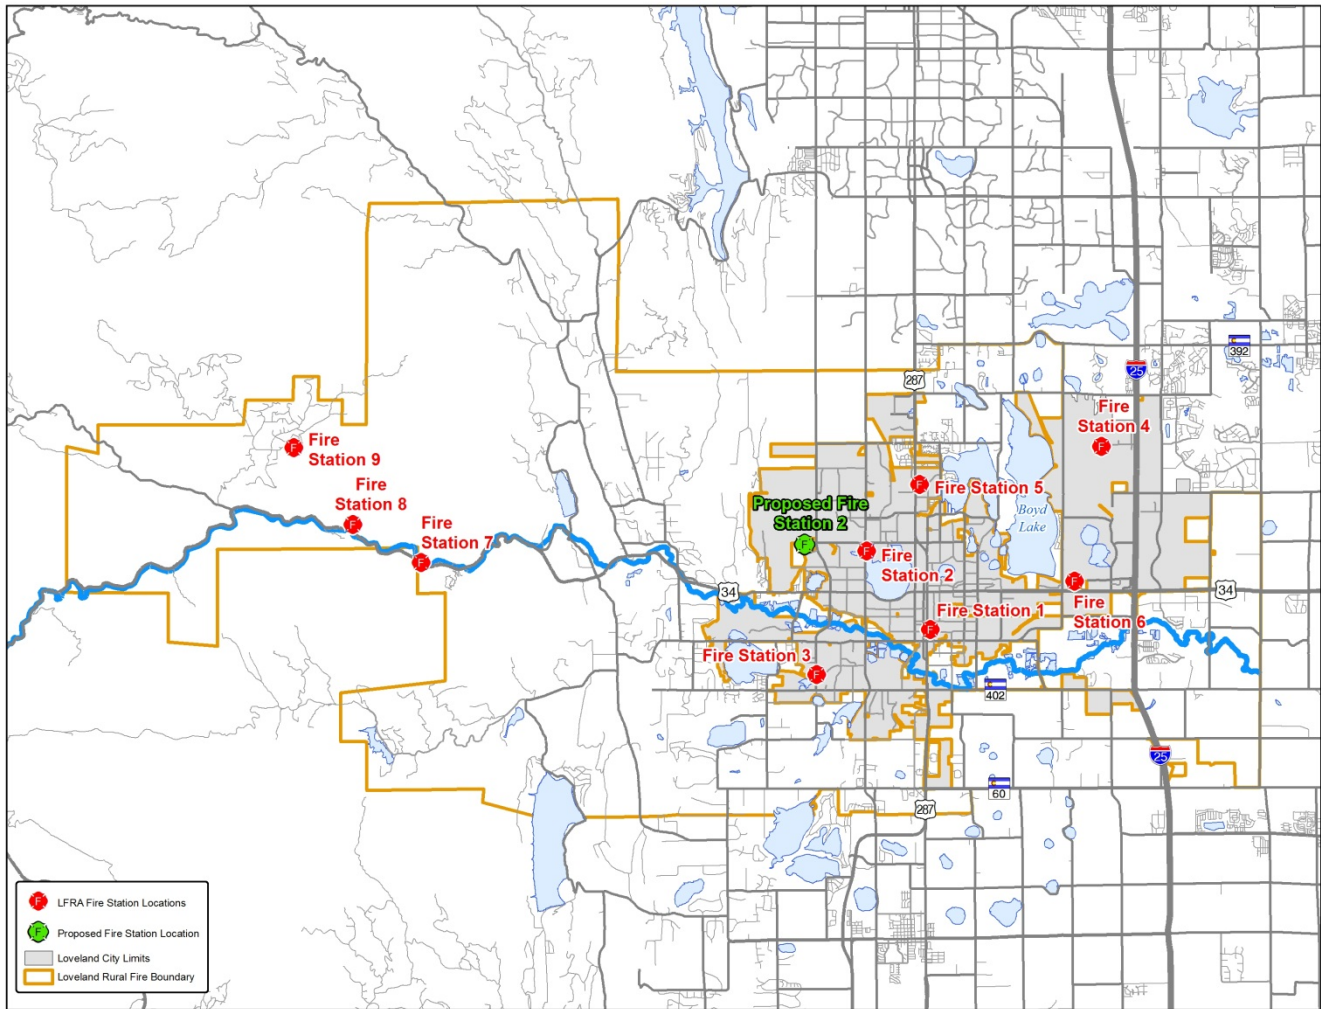 392
287
25
Fire
Station 4
Fire
Station 9
Fire
Station 8
Fire
Station 7
Fire Station 5
Proposed Fire
Station 2
Boyd
Lake
Fire
Station 2
34
34
Fire Station 1
Fire
Station 6
Fire Station 3
402
25
60
287
F
F
F
F
F
F
F
F
F
F
F LFRA Fire Station Locations
F Proposed Fire Station Location
Loveland City Limits
Loveland Rural Fire Boundary